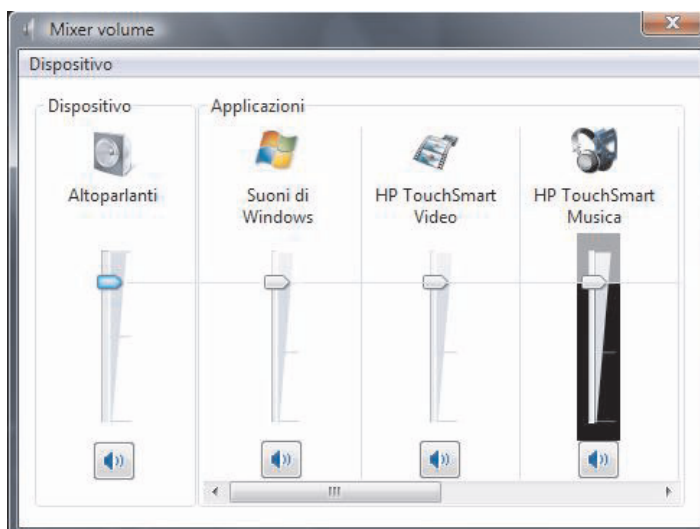 Mixer volume
Dispositivo
Dispositivo
Applicazioni
Altoparlanti
Suoni di
Windows
HP TouchSmart
Video
HP TouchSmart
Musica